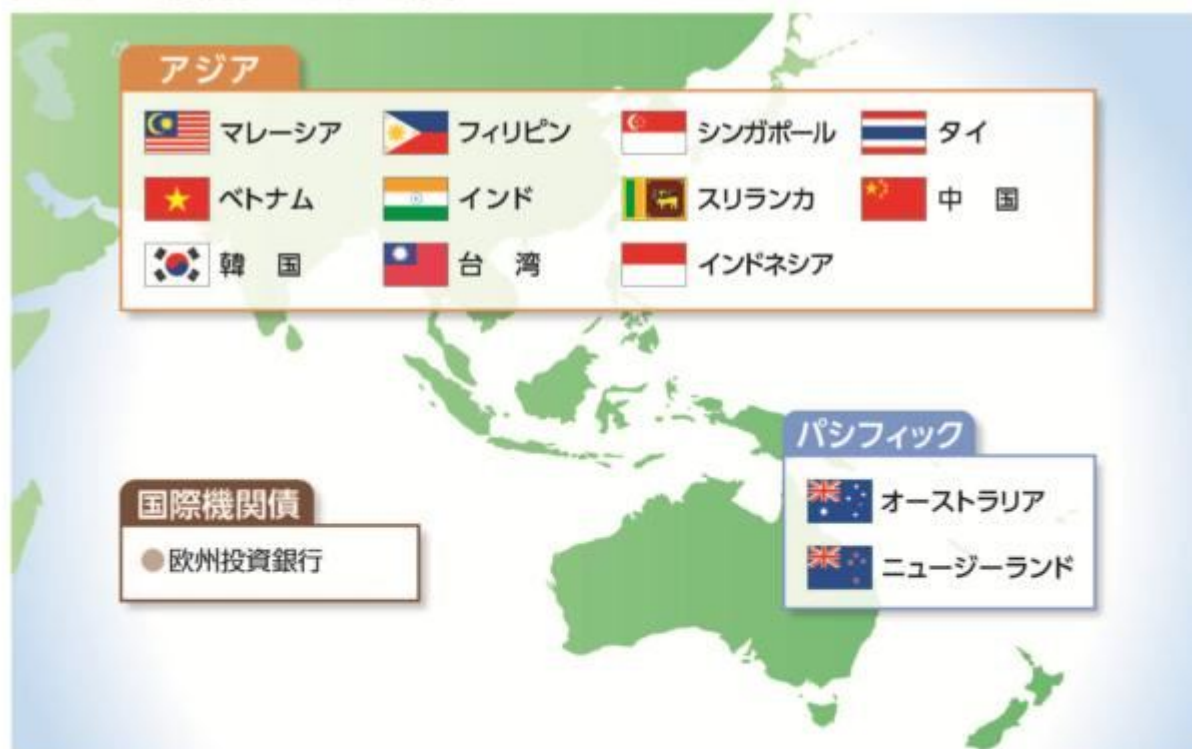 アジア
マレーシア フィリピン シンガポール タイ
ベトナム インド スリランカ 中 国
韓 国 台 湾 インドネシア
パシフィック
オーストラリア
ニュージーランド
国際機関債
●欧州投資銀行